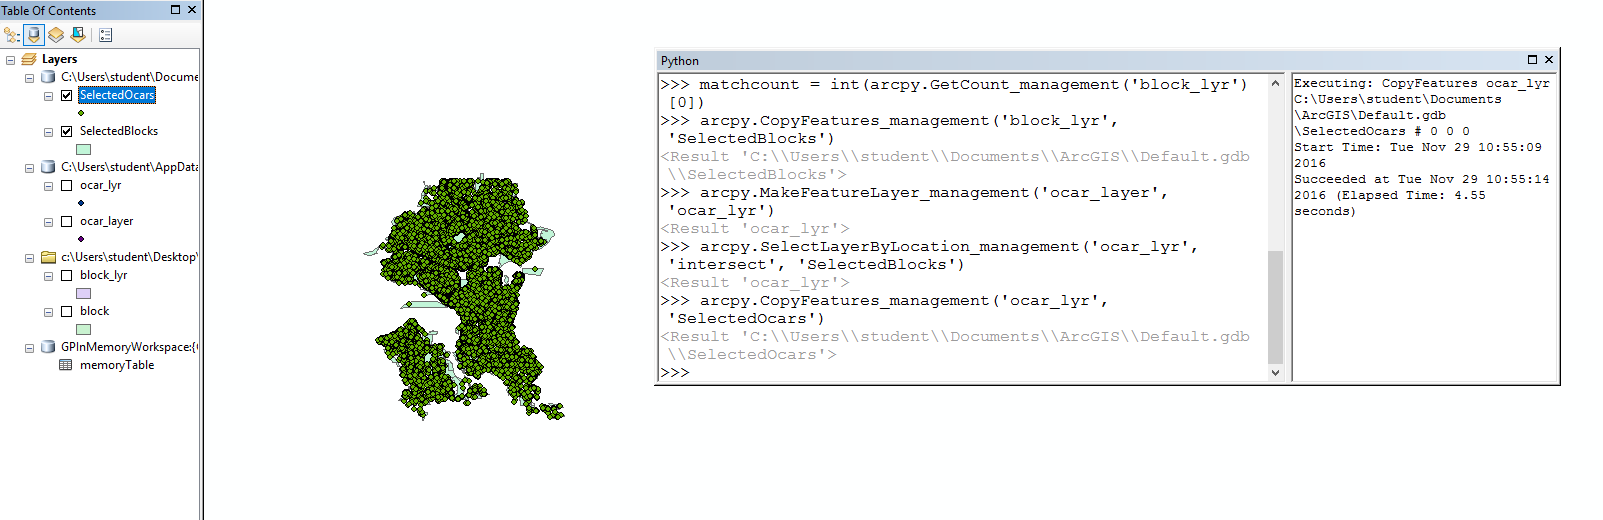 Table Of Contents
Layers
C:\Users\student\Docume
SelectedOcars
SelectedBlocks
C:\Users\student\AppData
ocar_lyr
ocar_layer
c:\Users\student\Desktop\
block_lyr
block
GPInMemoryWorkspace:{
memoryTable
Python
>>> matchcount = int(arcpy.GetCount_management('block_lyr')
[0])
>>> arcpy.CopyFeatures_management('block_lyr',
'SelectedBlocks')
<Result 'C:\\Users\\student\\Documents\\ArcGIS\\Default.gdb
\\SelectedBlocks'>
>>> arcpy.MakeFeatureLayer_management('ocar_layer',
'ocar_lyr')
<Result 'ocar_lyr'>
>>> arcpy.SelectLayerByLocation_management('ocar_lyr',
'intersect', 'SelectedBlocks')
<Result 'ocar_lyr'>
>>> arcpy.CopyFeatures_management('ocar_lyr',
'SelectedOcars')
<Result 'C:\\Users\\student\\Documents\\ArcGIS\\Default.gdb
\\SelectedOcars'>
>>>
Executing: CopyFeatures ocar_lyr
C:\Users\student\Documents
\ArcGIS\Default.gdb
\SelectedOcars # 0 0 0
Start Time: Tue Nov 29 10:55:09
2016
Succeeded at Tue Nov 29 10:55:14
2016 (Elapsed Time: 4.55
seconds)